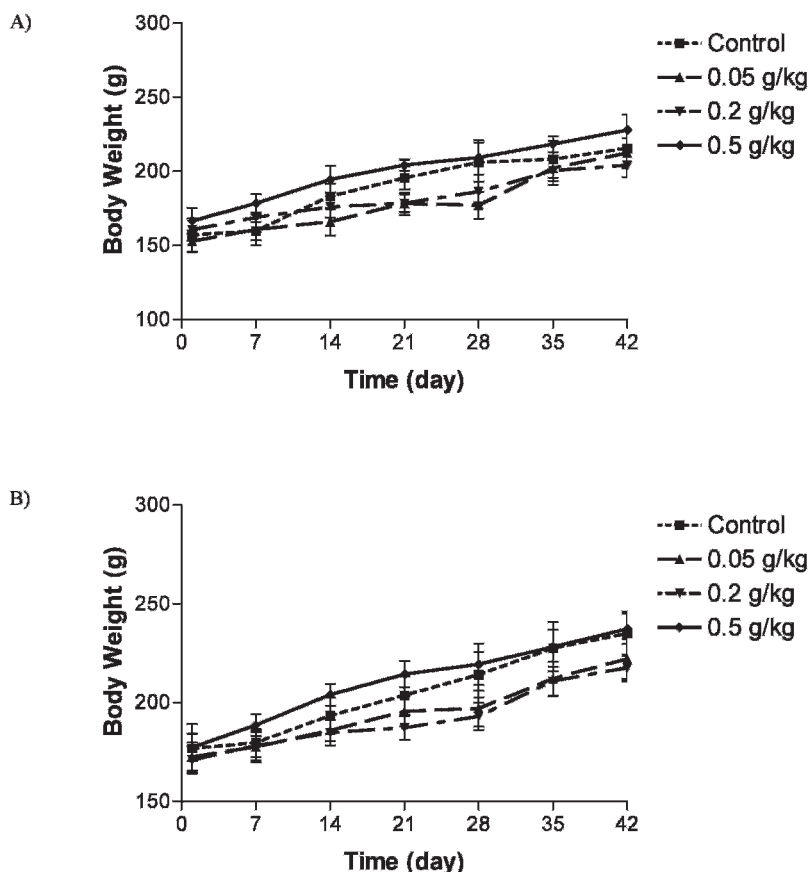 A)
Body Weight (g)
300
250
200
150
100
0 7 14 21 28 35 42
Time (day)
Control
0.05 g/kg
0.2 g/kg
0.5 g/kg
B)
Body Weight (g)
300
250
200
150
0 7 14 21 28 35 42
Time (day)
Control
0.05 g/kg
0.2 g/kg
0.5 g/kg